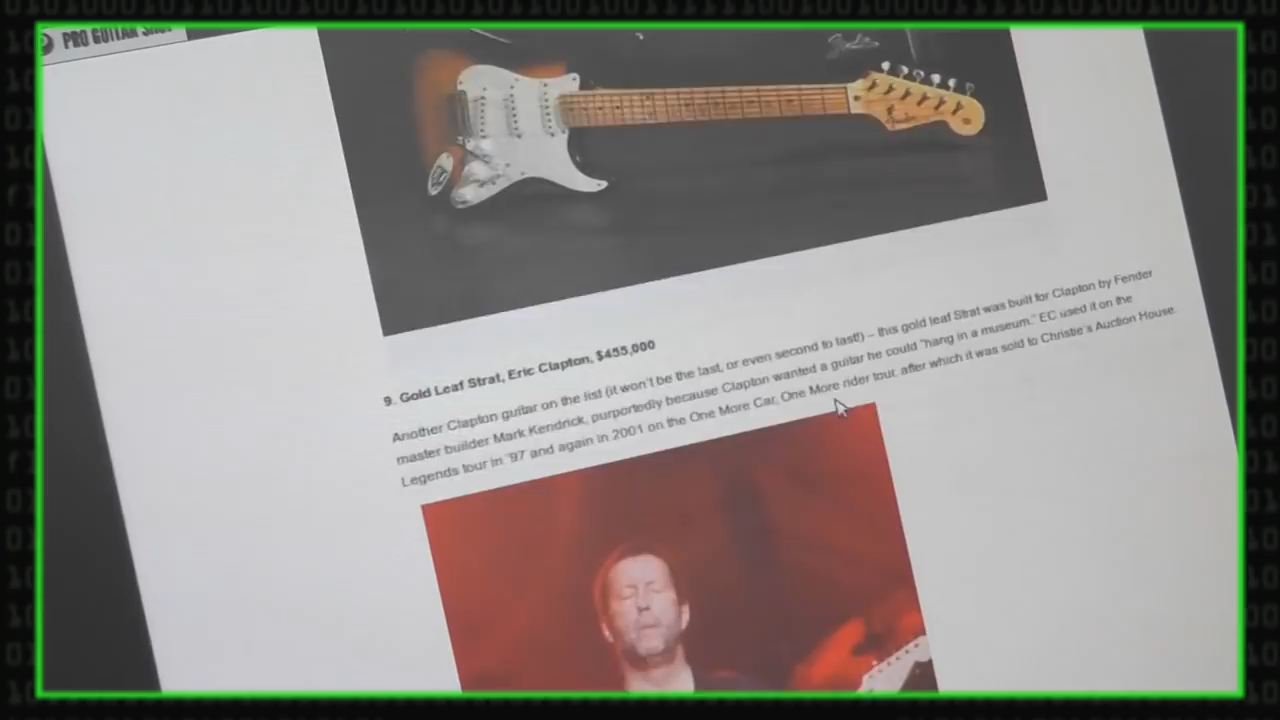 PRO GUITAR SHOP
Fender
9. Gold Leaf Strat, Eric Clapton, $455,000
Another Clapton guitar on the list (it won't be the last, or even second to last!) – this gold leaf Strat was built for Clapton by Fender
master builder Mark Kendrick, purportedly because Clapton wanted a guitar he could "hang in a museum." EC used it on the
Legends tour in '97 and again in 2001 on the One More Car, One More rider tour, after which it was sold to Christie's Auction House.